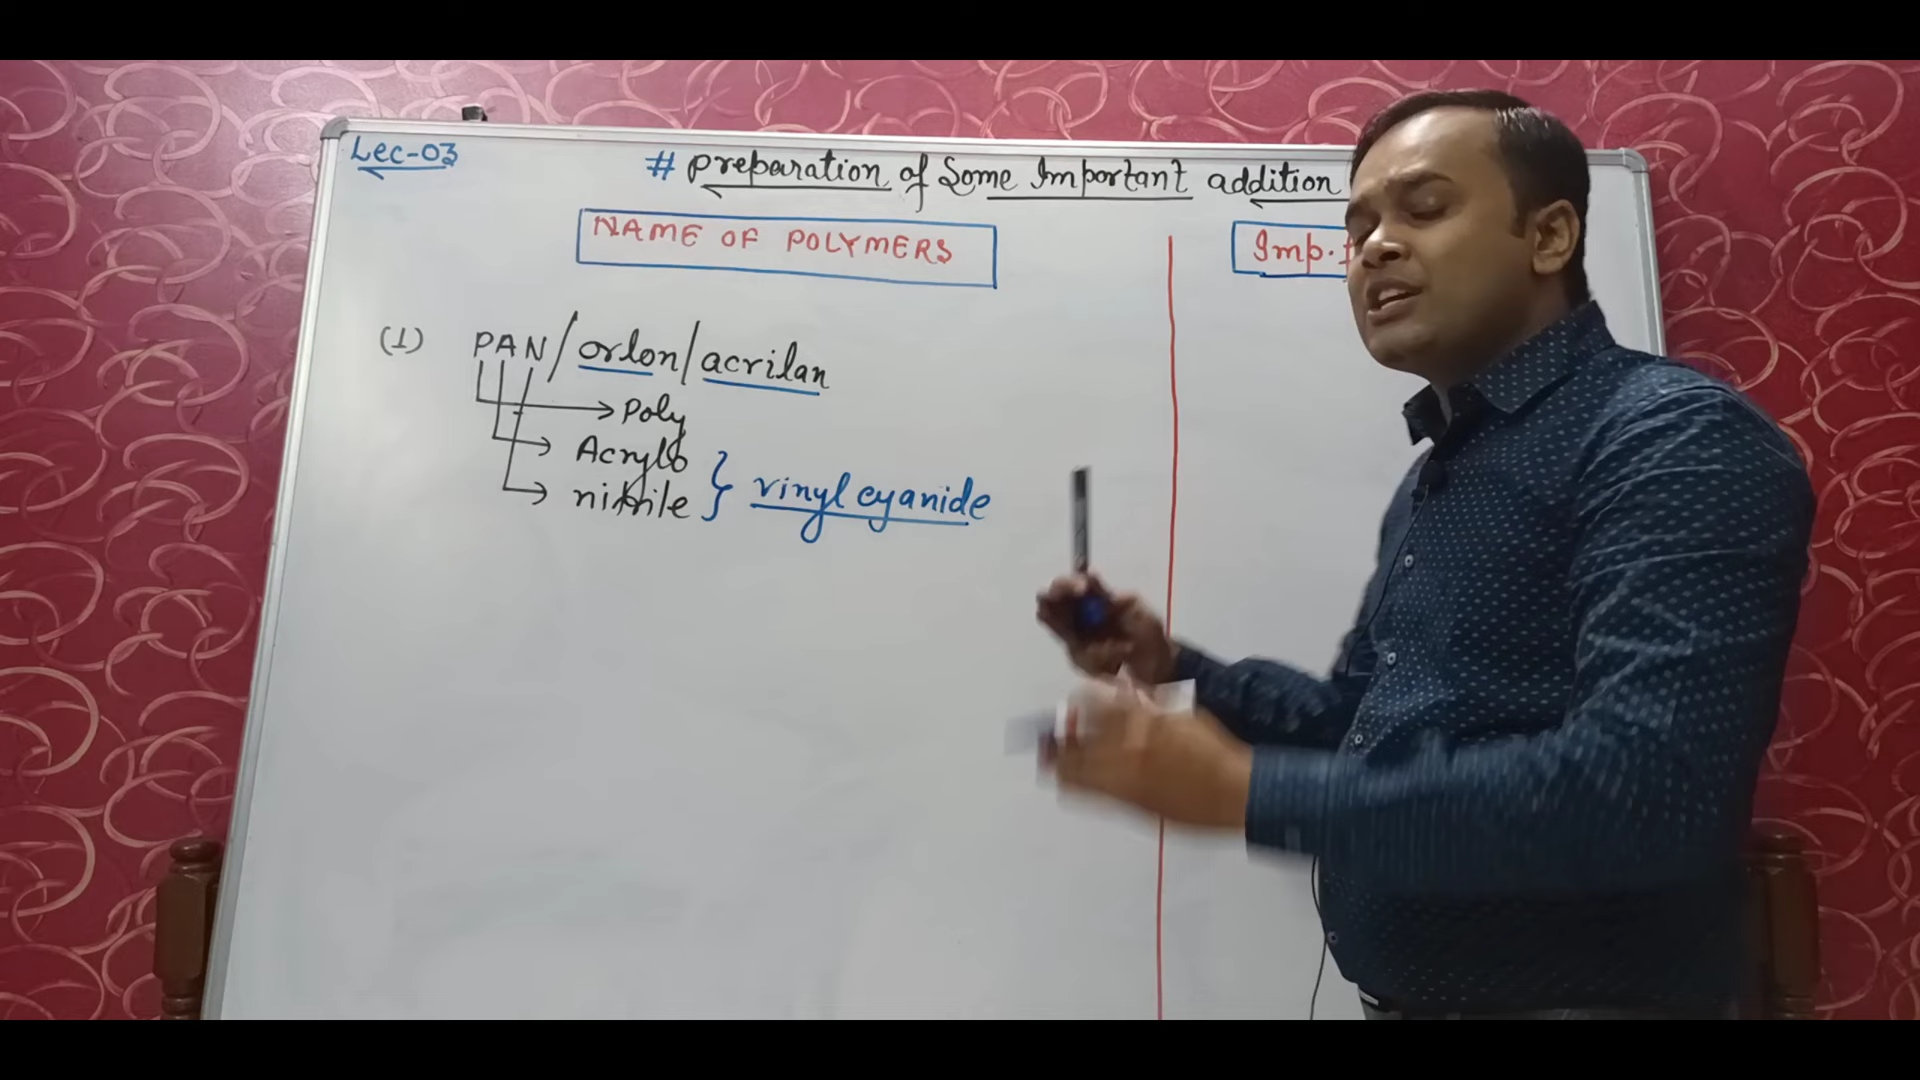 Lec-03
# preparation of Some Important addition
NAME OF POLYMERS
Imp.
(1) PAN/orlon/acrilan
Poly
Acrylo
nitrile } vinyl cyanide